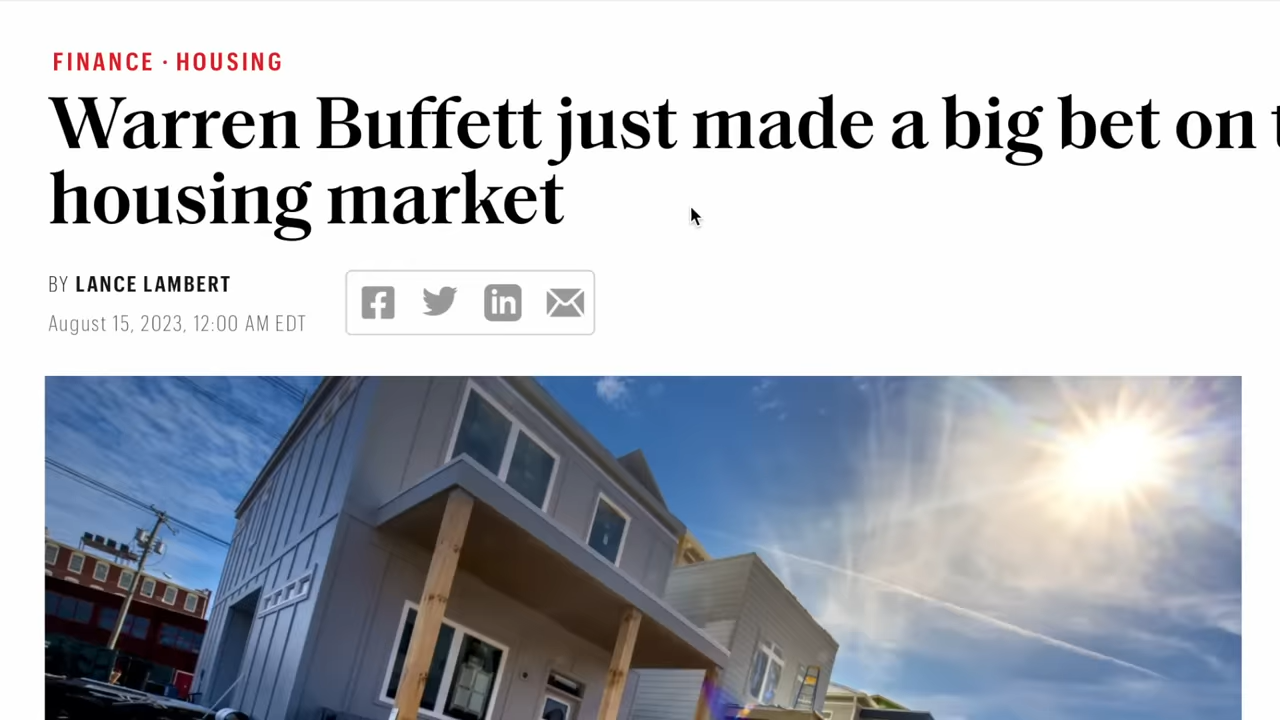 FINANCE · HOUSING
Warren Buffett just made a big bet on
housing market
BY LANCE LAMBERT
August 15, 2023, 12:00 AM EDT
in